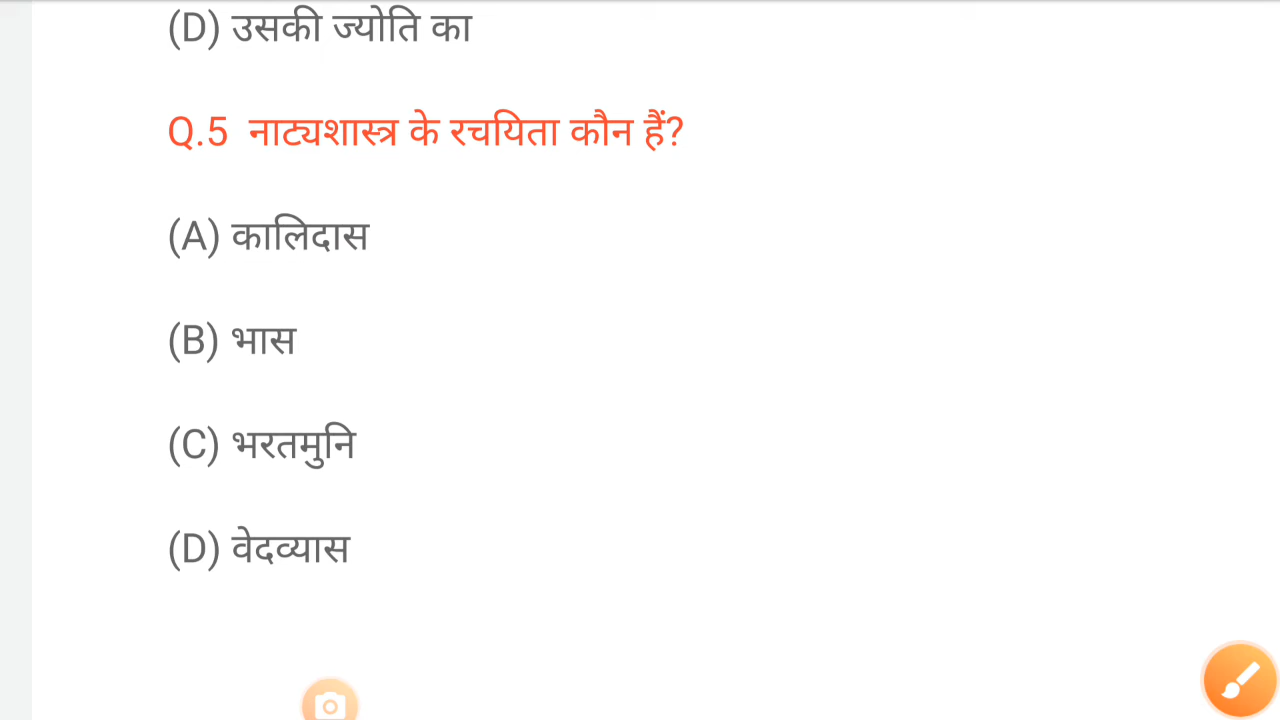 (D) उसकी ज्योति का
Q.5 नाट्यशास्त्र के रचयिता कौन हैं?
(A) कालिदास
(B) भास
(C) भरतमुनि
(D) वेदव्यास